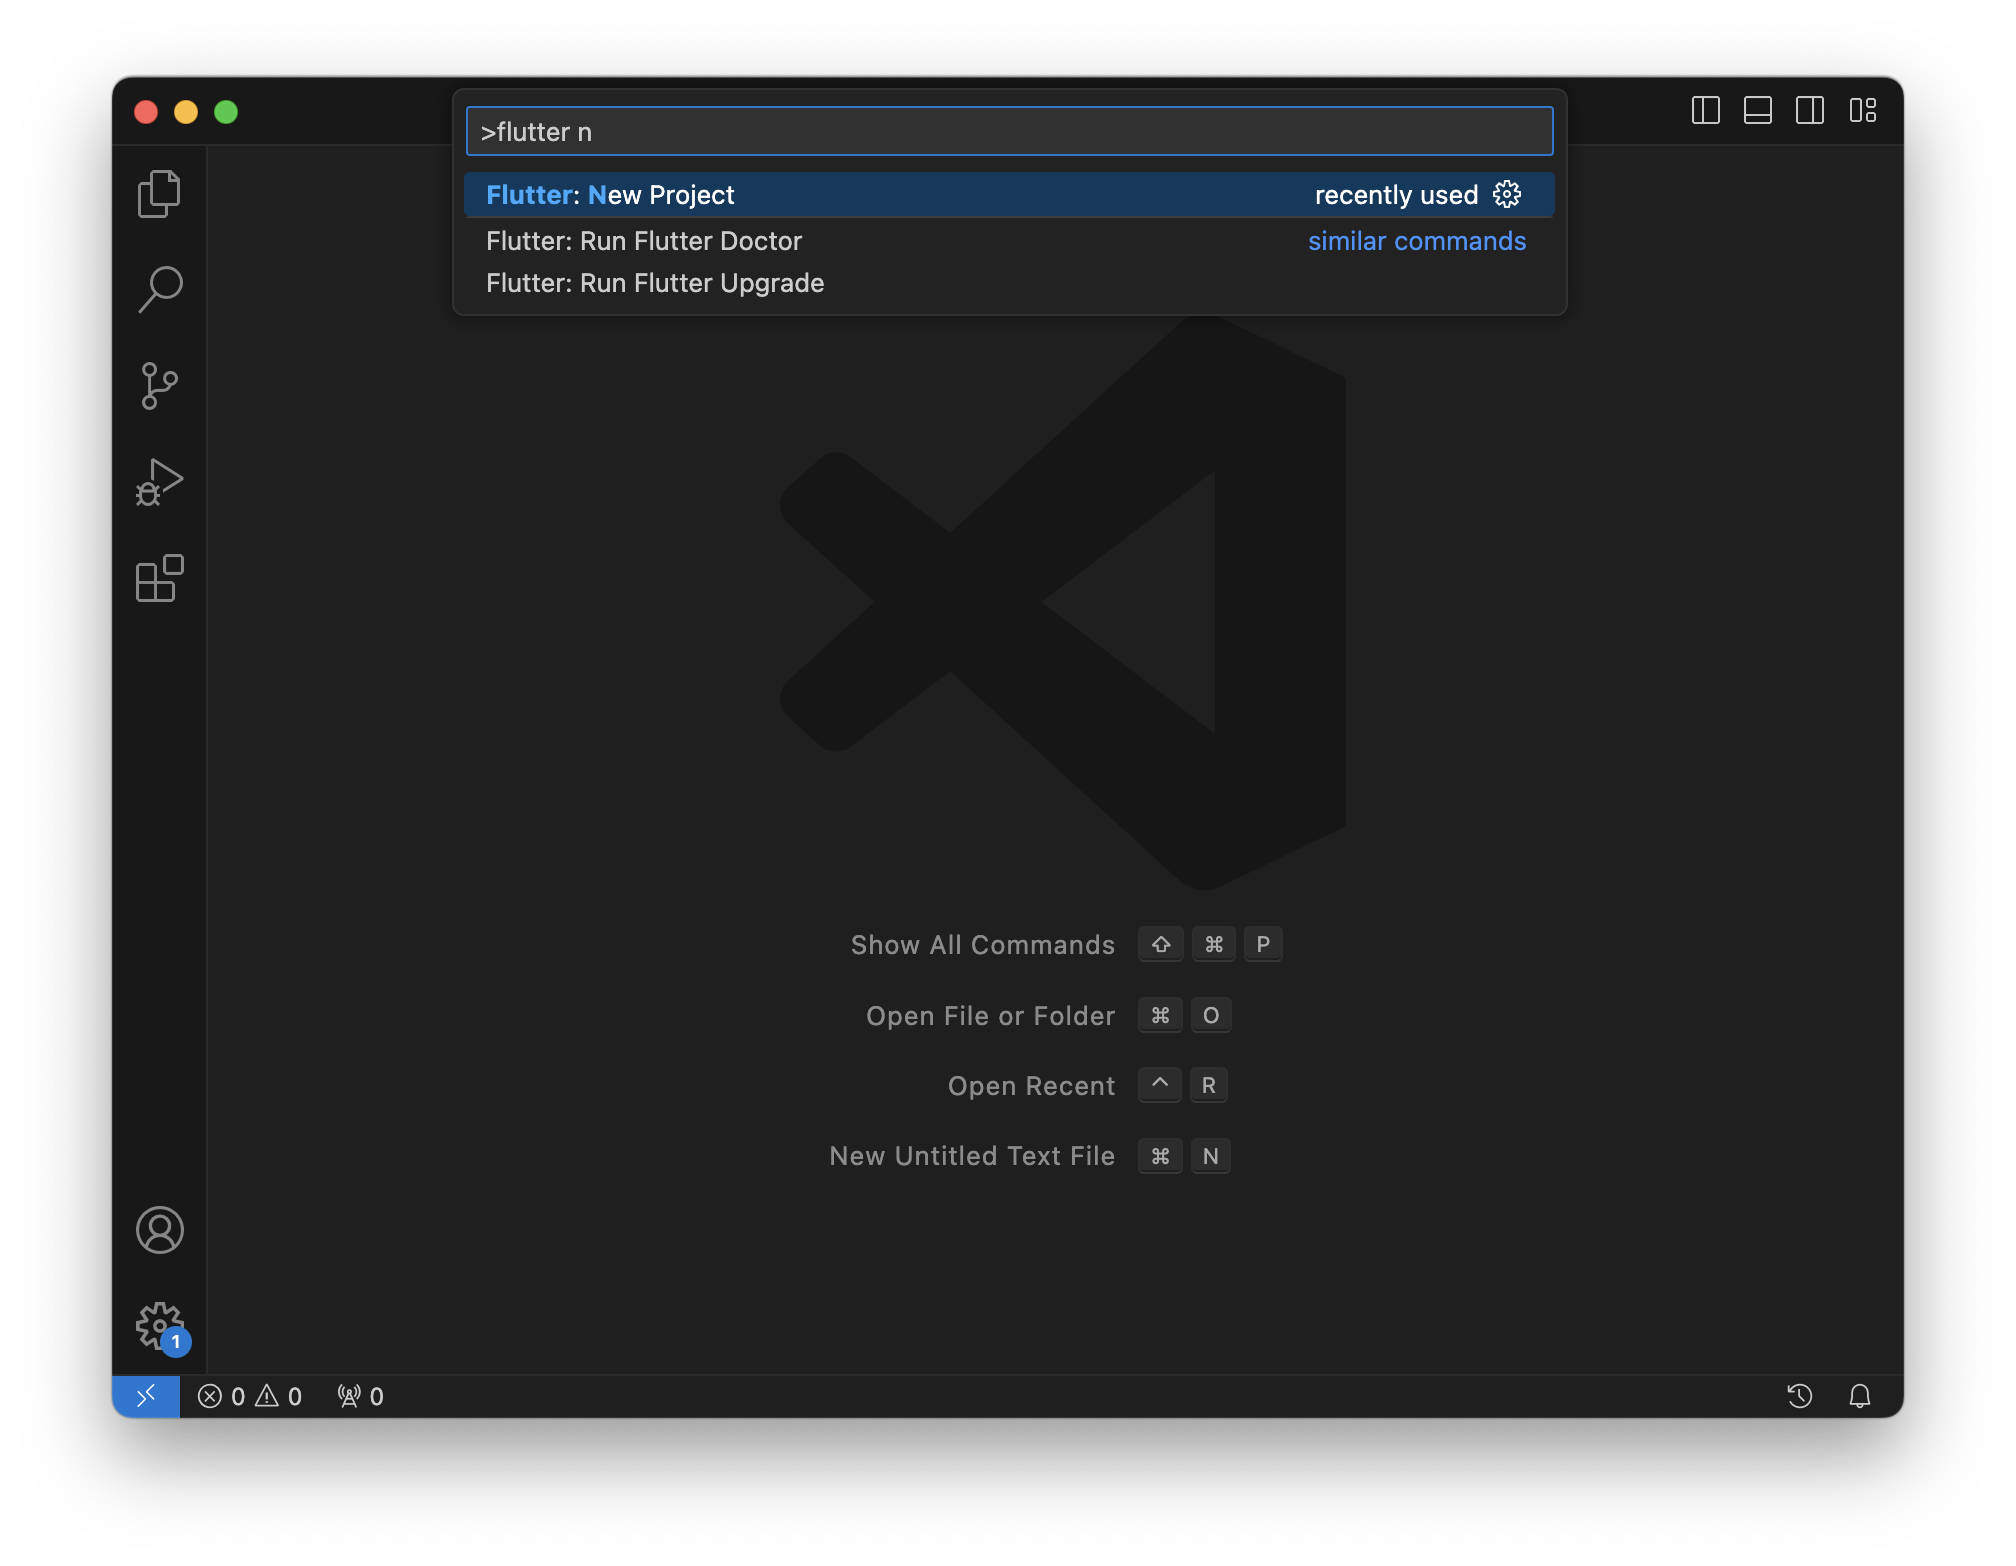 >flutter n
Flutter: New Project recently used
Flutter: Run Flutter Doctor similar commands
Flutter: Run Flutter Upgrade
Show All Commands ⇧ ⌘ P
Open File or Folder ⌘ O
Open Recent ^ R
New Untitled Text File ⌘ N
1
0 0 0